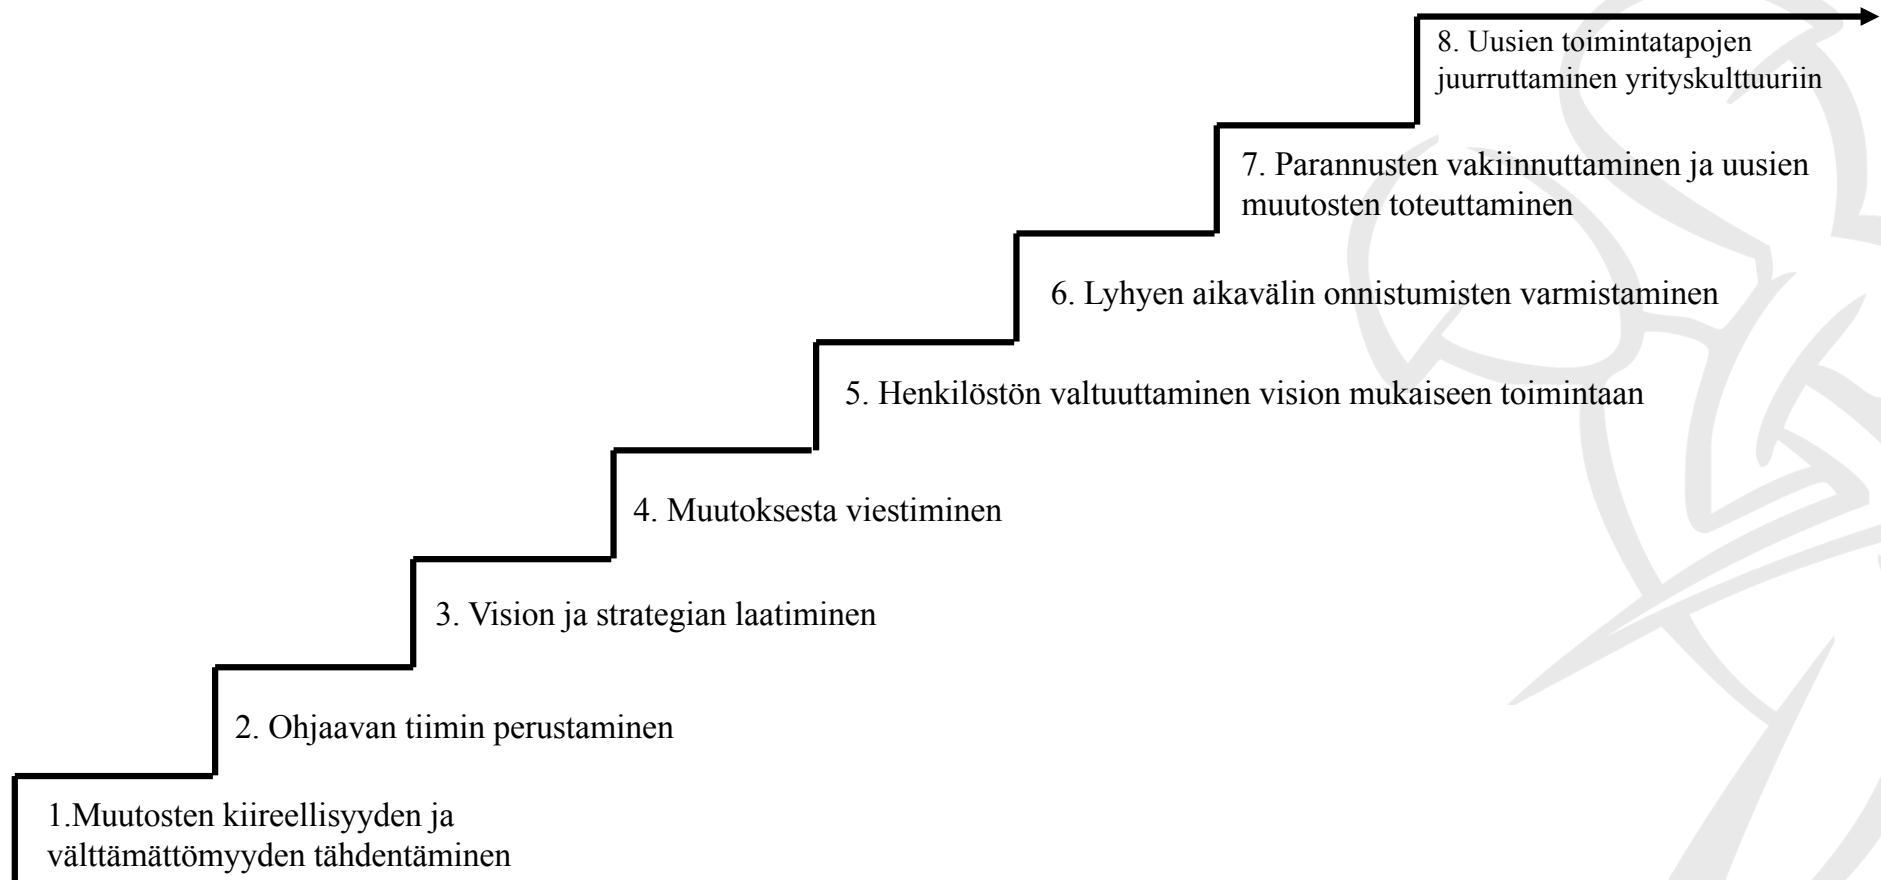 8. Uusien toimintatapojen
juurruttaminen yrityskulttuuriin
7. Parannusten vakiinnuttaminen ja uusien
muutosten toteuttaminen
6. Lyhyen aikavälin onnistumisten varmistaminen
5. Henkilöstön valtuuttaminen vision mukaiseen toimintaan
4. Muutoksesta viestiminen
3. Vision ja strategian laatiminen
2. Ohjaavan tiimin perustaminen
1.Muutosten kiireellisyyden ja
välttämättömyyden tähdentäminen